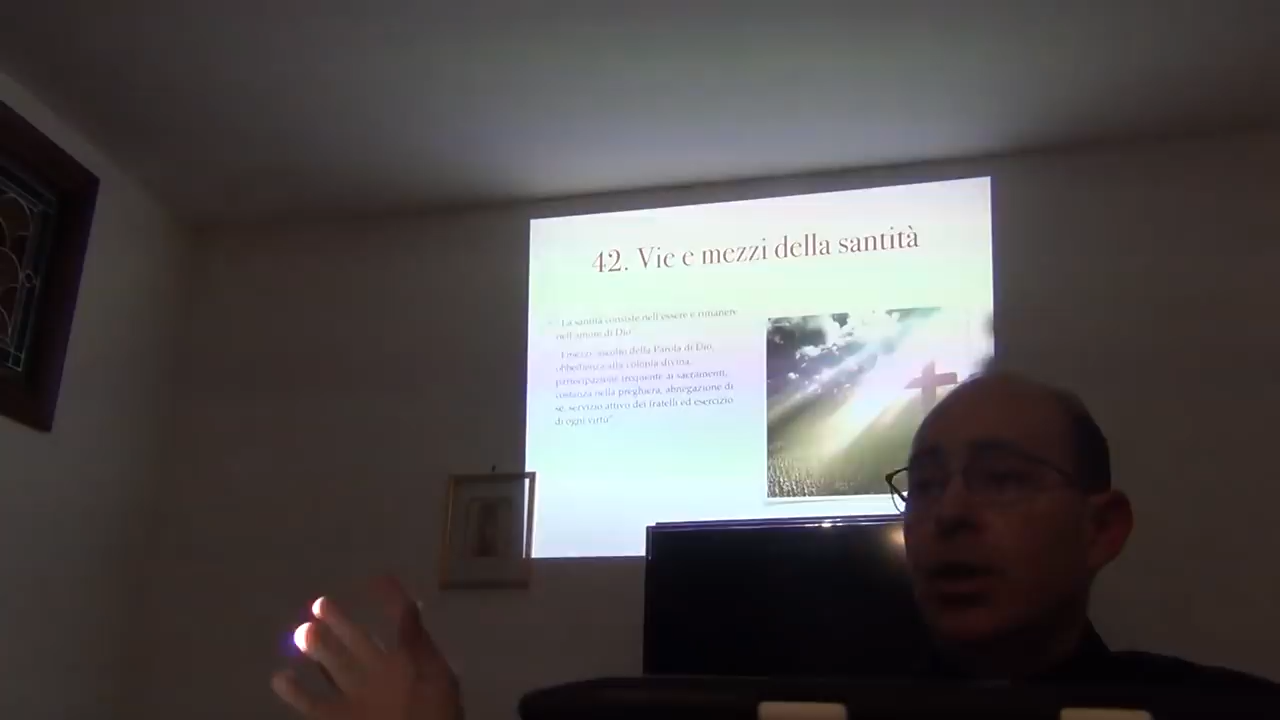 42. Vie e mezzi della santità
La santità consiste nell'essere e rimanere
nell'amore di Dio
I mezzi: ascolto della Parola di Dio,
obbedienza alla volontà divina,
partecipazione frequente ai sacramenti,
costanza nella preghiera, abnegazione di
sé, servizio attivo dei fratelli ed esercizio
di ogni virtù"